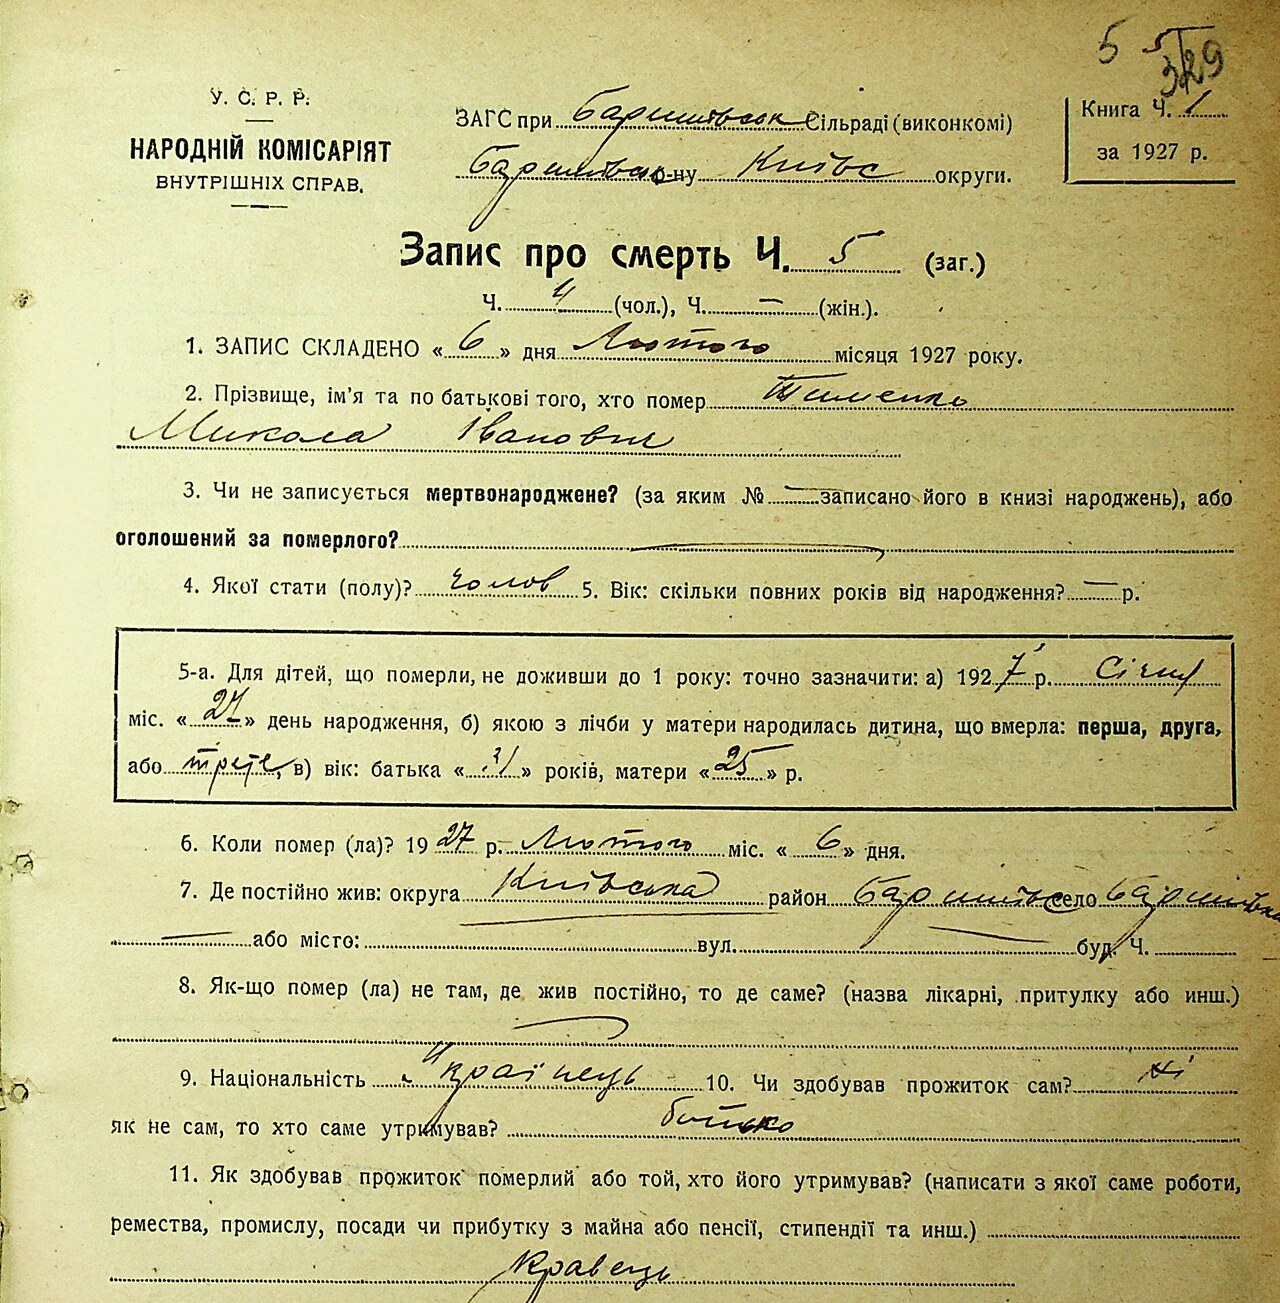 5 5
329
У. С. Р. Р.
НАРОДНІЙ КОМІСАРІЯТ
ВНУТРІШНІХ СПРАВ.
ЗАГС при Баришівськ Сільраді (виконкомі)
Баришівськ р-ну Київс округи.
Книга Ч. 1
за 1927 р.
Запис про смерть Ч. 5 (заг.)
Ч. 4 (чол.), Ч. — (жін.).
1. ЗАПИС СКЛАДЕНО « 6 » дня Лютого місяця 1927 року.
2. Прізвище, ім'я та по батькові того, хто помер
Микола Іванович
3. Чи не записується мертвонароджене? (за яким № — записано його в книзі народжень), або
оголошений за померлого? —
4. Якої стати (полу)? чолов 5. Вік: скільки повних років від народження? — р.
5-а. Для дітей, що померли, не доживши до 1 року: точно зазначити: а) 1927 р. Січня
міс. « » день народження, б) якою з лічби у матери народилась дитина, що вмерла: перша, друга,
або третє, в) вік: батька « 31 » років, матери « 25 » р.
6. Коли помер (ла)? 1927 р. Лютого міс. « 6 » дня.
7. Де постійно жив: округа Київська район Баришівс село Баришівка
— або місто: вул. — буд. Ч.
8. Як-що помер (ла) не там, де жив постійно, то де саме? (назва лікарні, притулку або инш.)
—
9. Національність Українець 10. Чи здобував прожиток сам? Ні
як не сам, то хто саме утримував? батько
11. Як здобував прожиток померлий або той, хто його утримував? (написати з якої саме роботи,
ремества, промислу, посади чи прибутку з майна або пенсії, стипендії та инш.)
Кравець